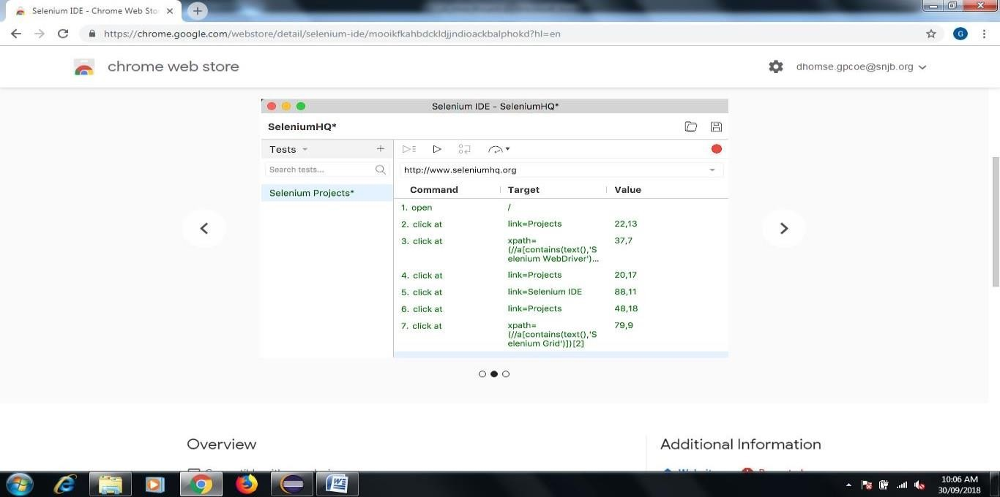 Selenium IDE - Chrome Web Sto
https://chrome.google.com/webstore/detail/selenium-ide/mooikfkahbdckldjjndioackbalphokd?hl=en
G
chrome web store
dhomse.gpcoe@snjb.org
Selenium IDE - SeleniumHQ*
SeleniumHQ*
Tests
Search tests...
Selenium Projects*
http://www.seleniumhq.org
Command Target Value
1. open /
2. click at link=Projects 22,13
3. click at xpath= 37,7
(//a[contains(text(),'S
elenium WebDriver')...
4. click at link=Projects 20,17
5. click at link=Selenium IDE 88,11
6. click at link=Projects 48,18
7. click at xpath= 79,9
(//a[contains(text(),'S
elenium Grid')])[2]
Overview
Additional Information
10:06 AM
30/09/2018